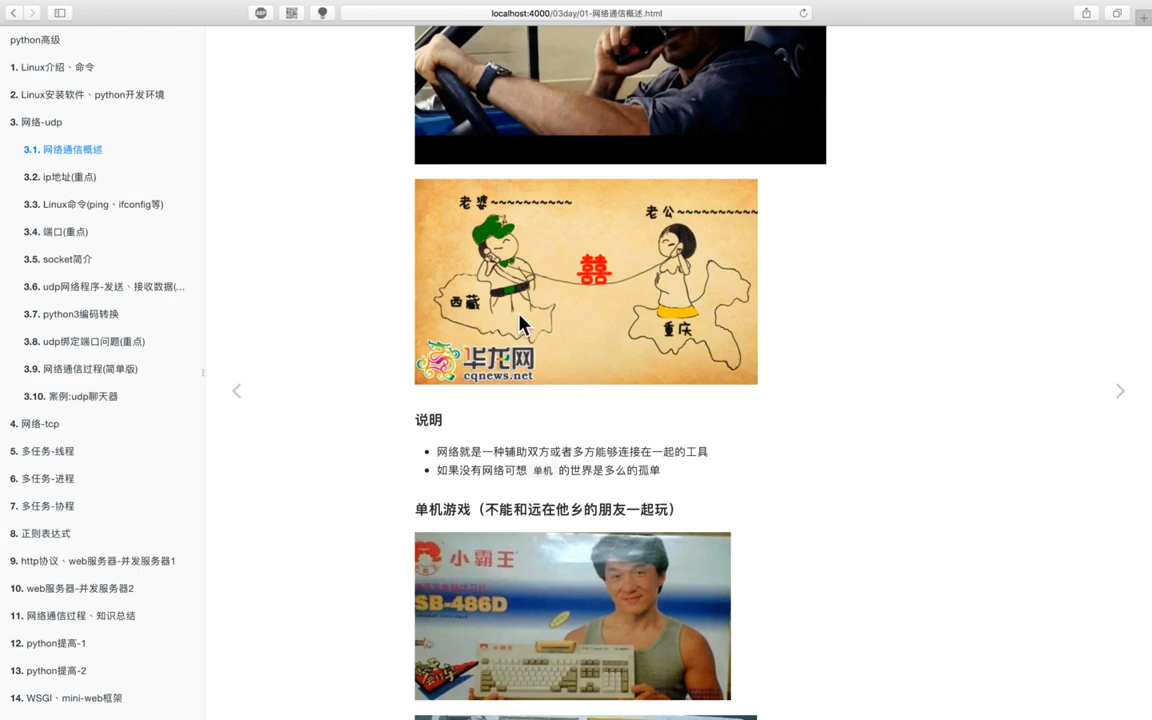 localhost:4000/03day/01-网络通信概述.html
ABP
python高级
1. Linux介绍、命令
2. Linux安装软件、python开发环境
3. 网络-udp
3.1. 网络通信概述
3.2. ip地址(重点)
3.3. Linux命令(ping、ifconfig等)
3.4. 端口(重点)
3.5. socket简介
3.6. udp网络程序-发送、接收数据(...
3.7. python3编码转换
3.8. udp绑定端口问题(重点)
3.9. 网络通信过程(简单版)
3.10. 案例:udp聊天器
4. 网络-tcp
5. 多任务-线程
6. 多任务-进程
7. 多任务-协程
8. 正则表达式
9. http协议、web服务器-并发服务器1
10. web服务器-并发服务器2
11. 网络通信过程、知识总结
12. python提高-1
13. python提高-2
14. WSGI、mini-web框架
老婆~~~~~~~~~~
老公~~~~~~~~~~
囍
西藏
重庆
华龙网
cqnews.net
说明
网络就是一种辅助双方或者多方能够连接在一起的工具
如果没有网络可想 单机 的世界是多么的孤单
单机游戏（不能和远在他乡的朋友一起玩）
小霸王
SB-486D
小霸王